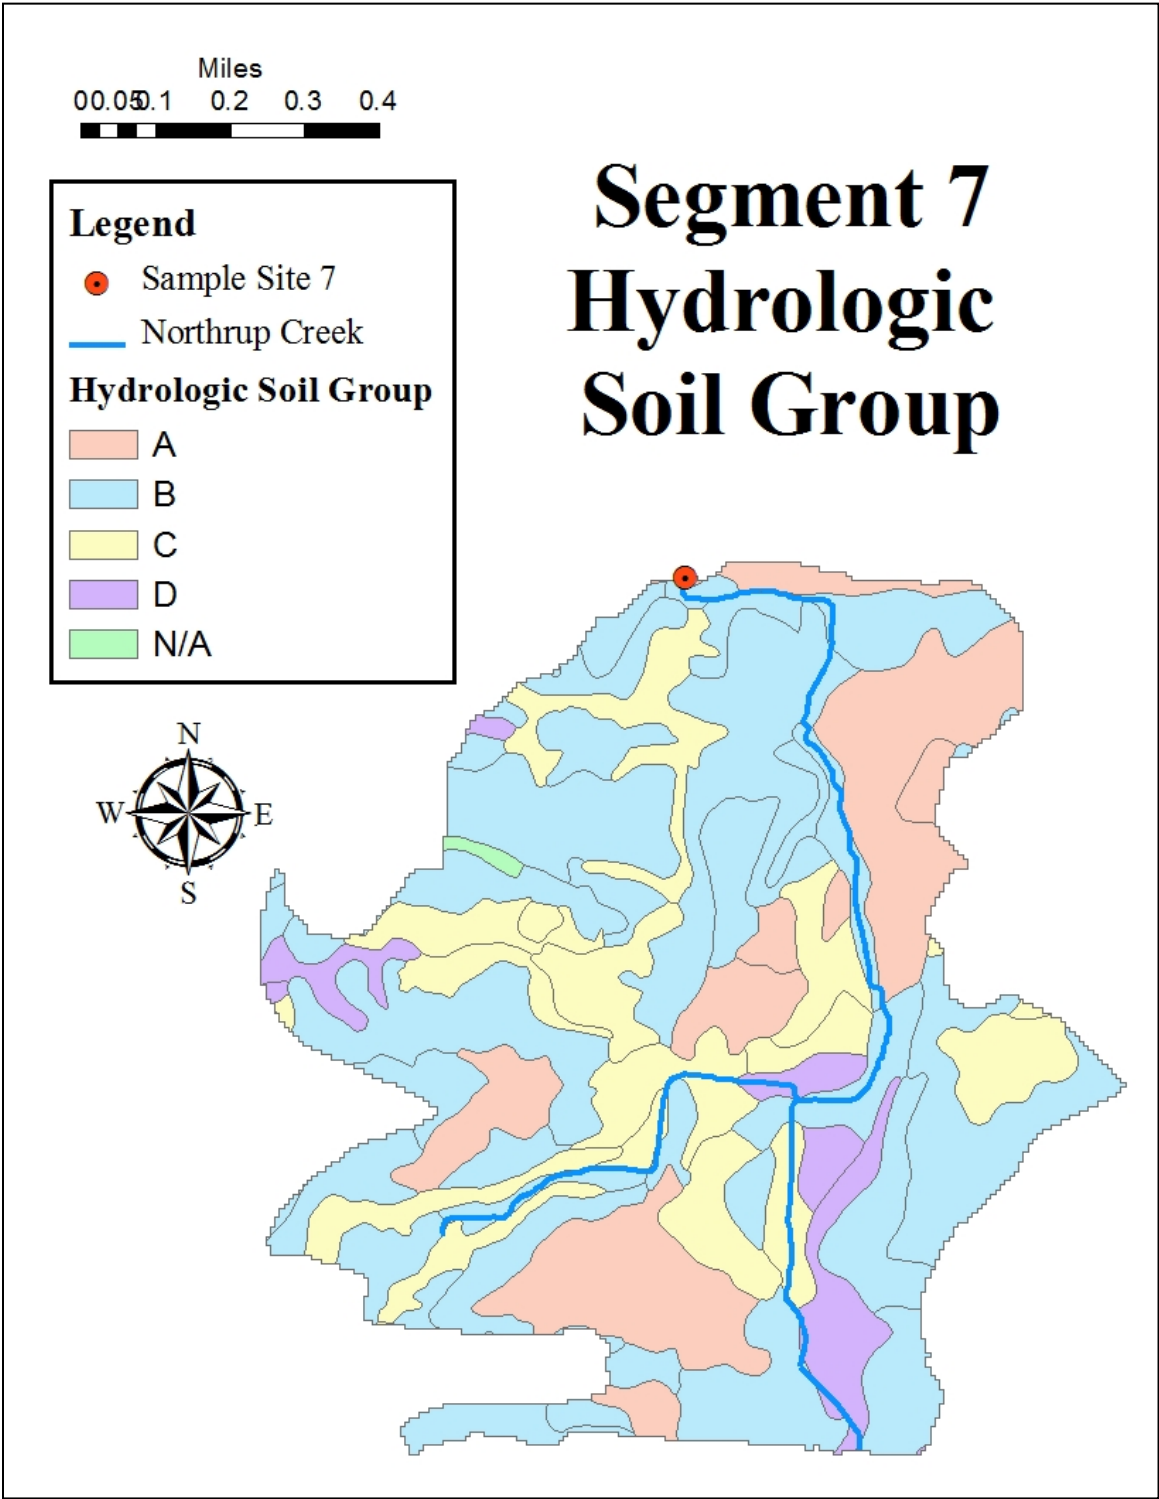 Miles
0 0.05 0.1 0.2 0.3 0.4
Segment 7
Hydrologic
Soil Group
Legend
Sample Site 7
Northrup Creek
Hydrologic Soil Group
A
B
C
D
N/A
N
W E
S